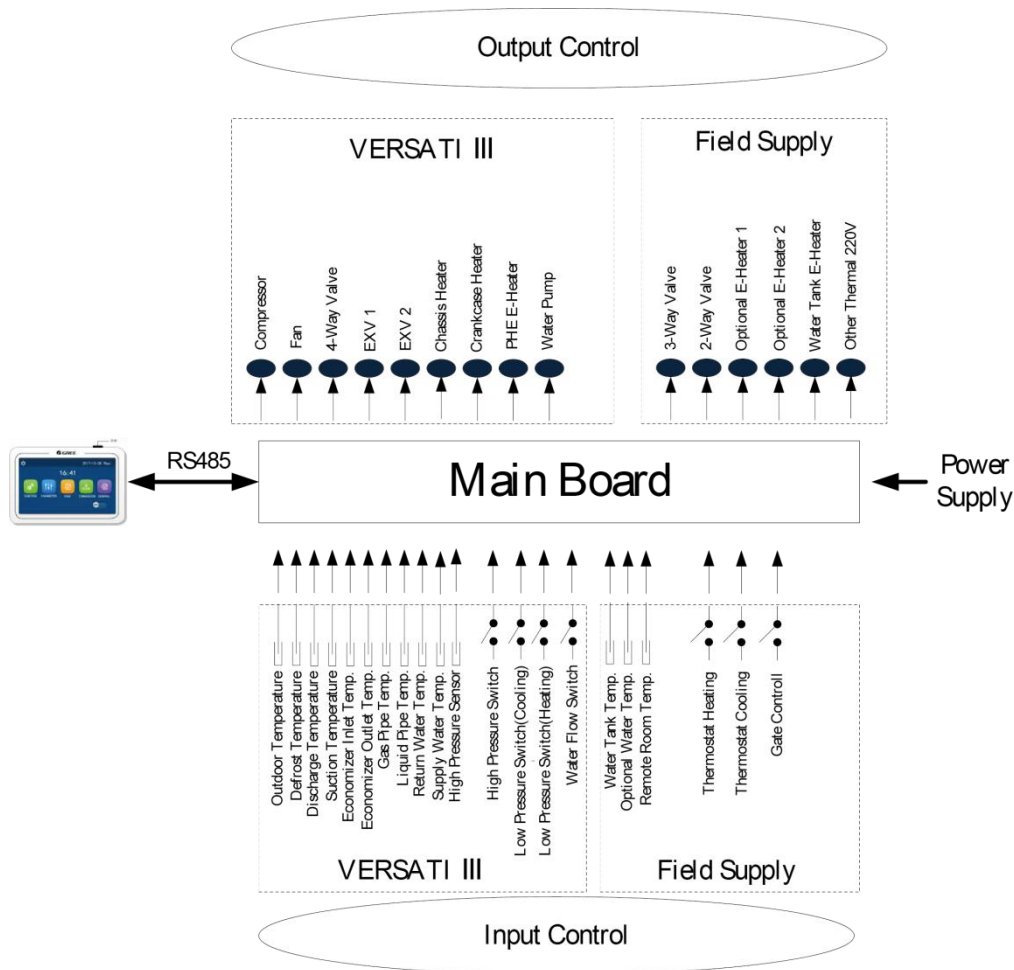 Output Control
VERSATI III
Field Supply
Compressor
Fan
4-Way Valve
EXV 1
EXV 2
Chassis Heater
Crankcase Heater
PHE E-Heater
Water Pump
3-Way Valve
2-Way Valve
Optional E-Heater 1
Optional E-Heater 2
Water Tank E-Heater
Other Thermal 220V
GREE
16:41
RS485
Main Board
Power
Supply
Outdoor Temperature
Defrost Temperature
Discharge Temperature
Suction Temperature
Economizer Inlet Temp.
Economizer Outlet Temp.
Gas Pipe Temp.
Liquid Pipe Temp.
Return Water Temp.
Supply Water Temp.
High Pressure Sensor
High Pressure Switch
Low Pressure Switch(Cooling)
Low Pressure Switch(Heating)
Water Flow Switch
Water Tank Temp.
Optional Water Temp.
Remote Room Temp.
Thermostat Heating
Thermostat Cooling
Gate Controll
VERSATI III
Field Supply
Input Control